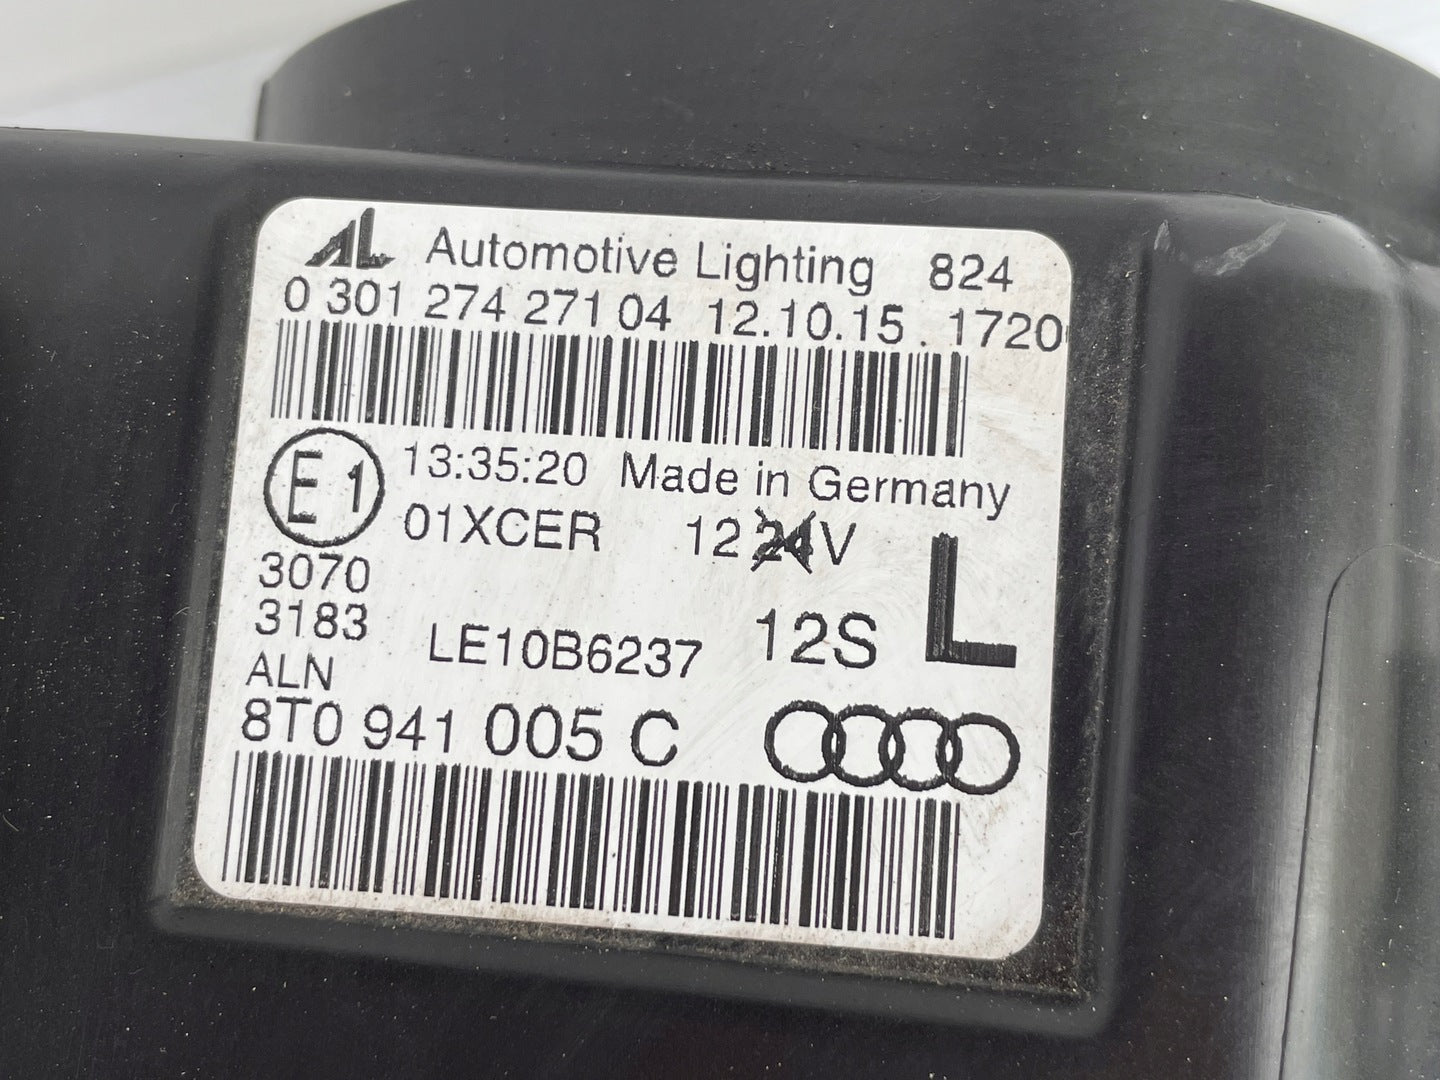 AL Automotive Lighting 824
0 301 274 271 04 12.10.15 . 1720
E1 13:35:20 Made in Germany
01XCER 12 24V
3070
3183 LE10B6237 12S L
ALN
8T0 941 005 C